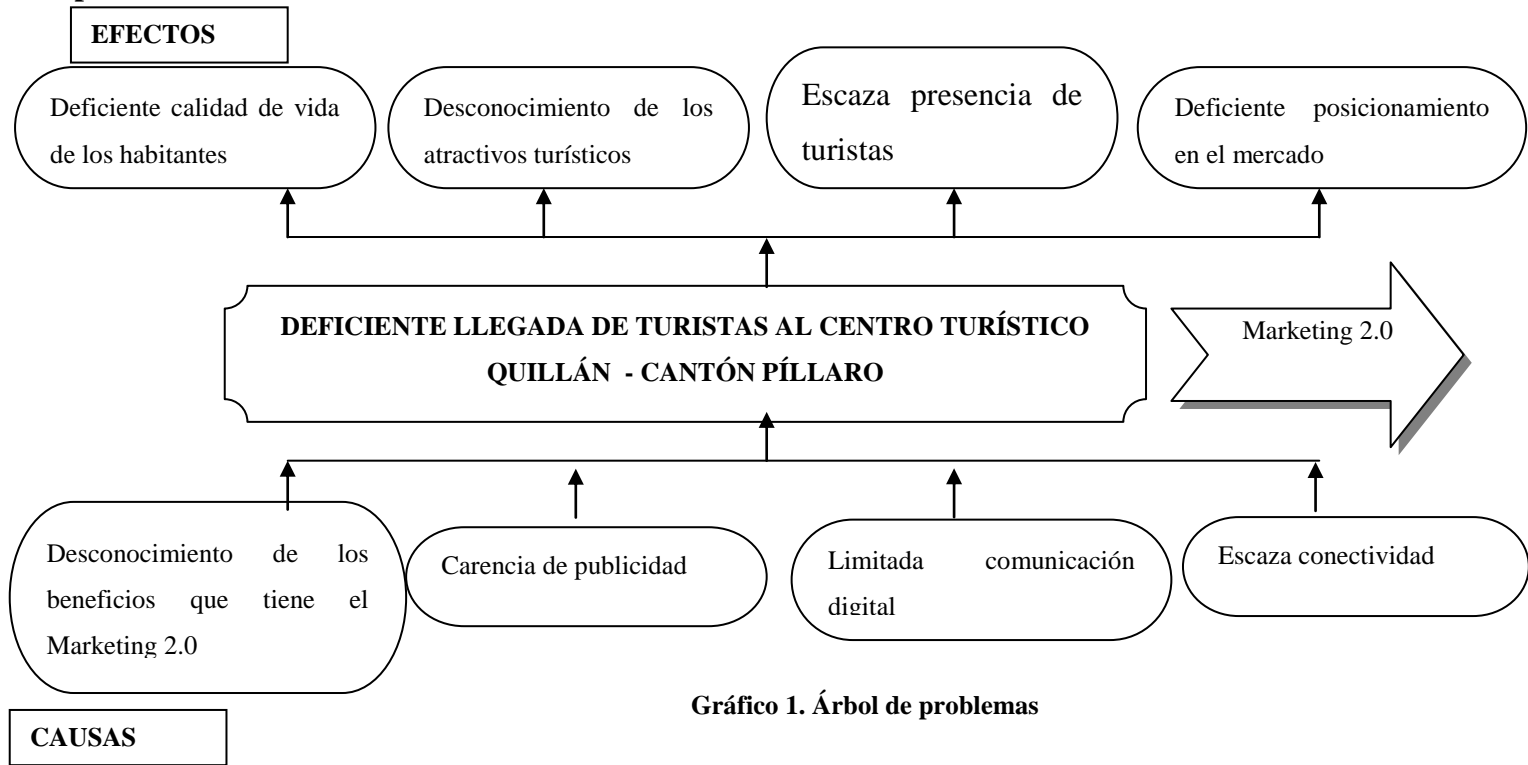 EFECTOS
Deficiente calidad de vida
de los habitantes
Desconocimiento de los
atractivos turísticos
Escaza presencia de
turistas
Deficiente posicionamiento
en el mercado
DEFICIENTE LLEGADA DE TURISTAS AL CENTRO TURÍSTICO
QUILLÁN - CANTÓN PÍLLARO
Marketing 2.0
Desconocimiento de los
beneficios que tiene el
Marketing 2.0
Carencia de publicidad
Limitada comunicación
digital
Escaza conectividad
Gráfico 1. Árbol de problemas
CAUSAS